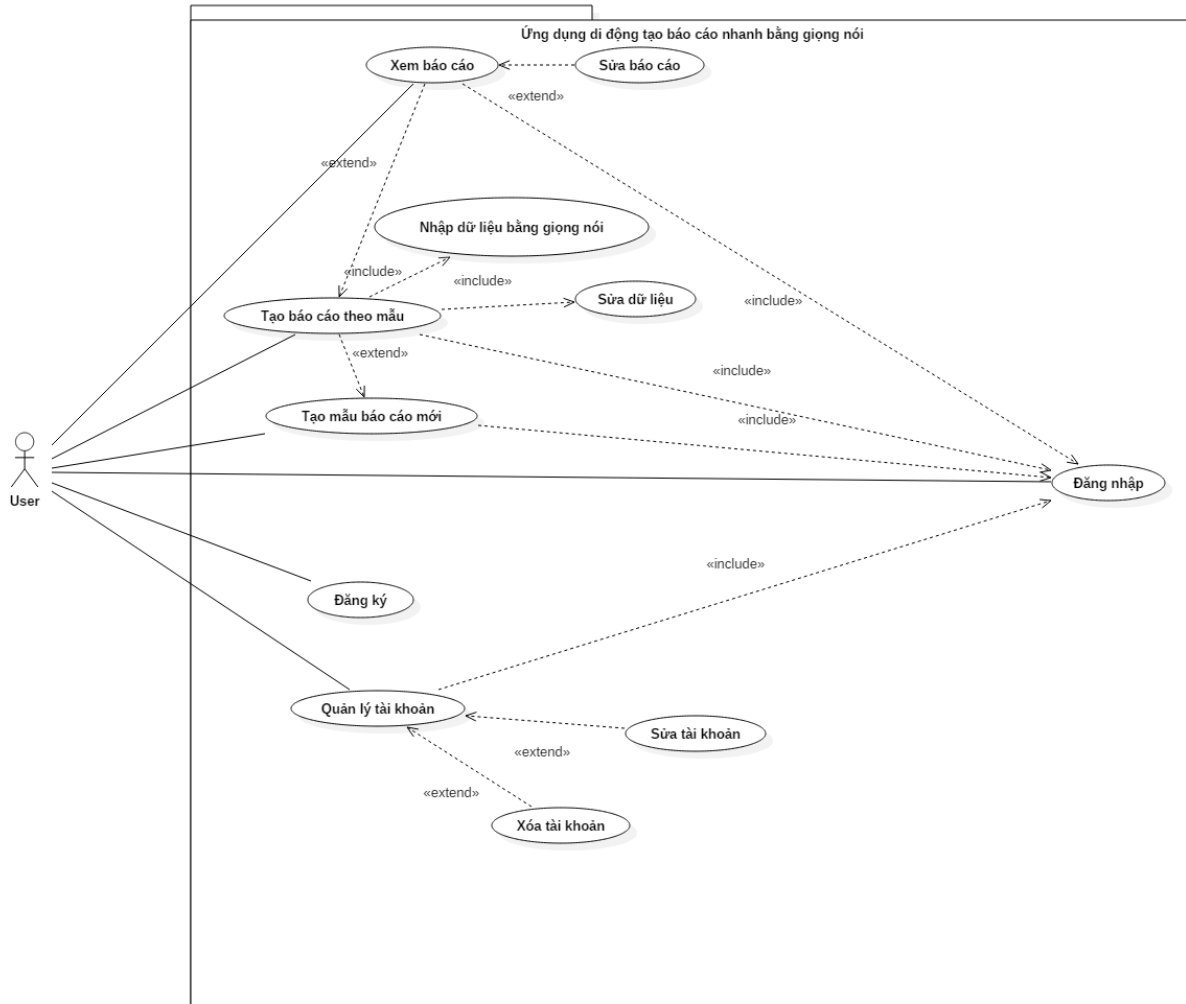 Ứng dụng di động tạo báo cáo nhanh bằng giọng nói
Xem báo cáo
Sửa báo cáo
«extend»
«extend»
Nhập dữ liệu bằng giọng nói
«include»
«include»
Sửa dữ liệu
«include»
Tạo báo cáo theo mẫu
«extend»
«include»
Tạo mẫu báo cáo mới
«include»
User
Đăng nhập
«include»
Đăng ký
Quản lý tài khoản
Sửa tài khoản
«extend»
«extend»
Xóa tài khoản